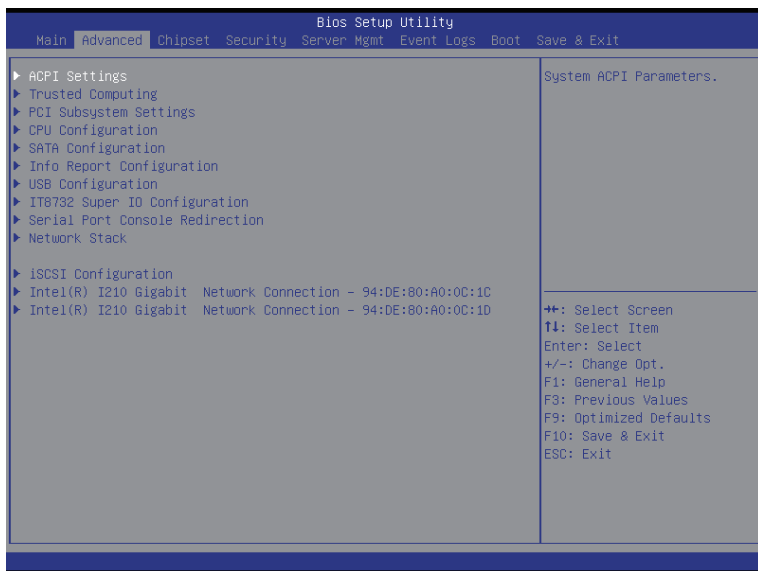 Bios Setup Utility
Main Advanced Chipset Security Server Mgmt Event Logs Boot Save & Exit
ACPI Settings
Trusted Computing
PCI Subsystem Settings
CPU Configuration
SATA Configuration
Info Report Configuration
USB Configuration
IT8732 Super IO Configuration
Serial Port Console Redirection
Network Stack
iSCSI Configuration
Intel(R) I210 Gigabit Network Connection – 94:DE:80:A0:0C:1C
Intel(R) I210 Gigabit Network Connection – 94:DE:80:A0:0C:1D
System ACPI Parameters.
→←: Select Screen
↑↓: Select Item
Enter: Select
+/-: Change Opt.
F1: General Help
F3: Previous Values
F9: Optimized Defaults
F10: Save & Exit
ESC: Exit